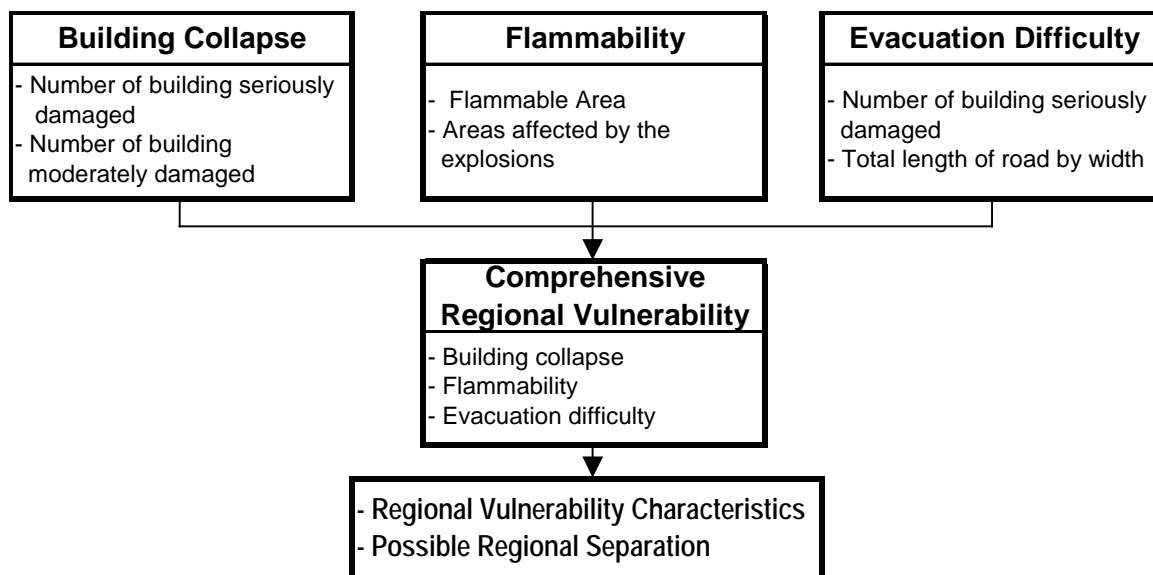 Building Collapse
- Number of building seriously
damaged
- Number of building
moderately damaged
Flammability
- Flammable Area
- Areas affected by the
explosions
Evacuation Difficulty
- Number of building seriously
damaged
- Total length of road by width
Comprehensive
Regional Vulnerability
- Building collapse
- Flammability
- Evacuation difficulty
- Regional Vulnerability Characteristics
- Possible Regional Separation